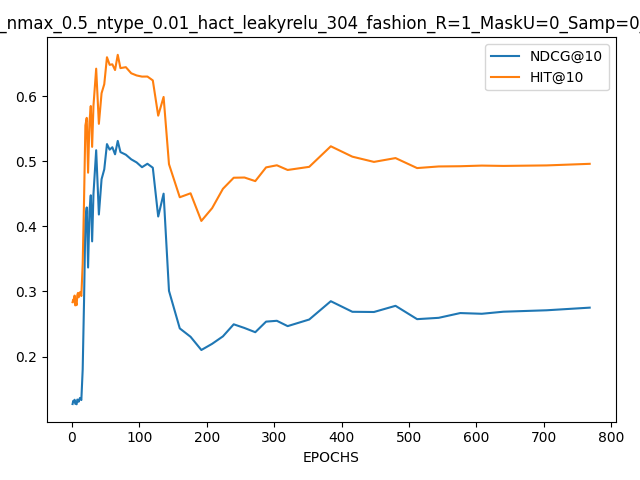 _nmax_0.5_ntype_0.01_hact_leakyrelu_304_fashion_R=1_MaskU=0_Samp=0_
NDCG@10
HIT@10
0.6
0.5
0.4
0.3
0.2
0 100 200 300 400 500 600 700 800
EPOCHS